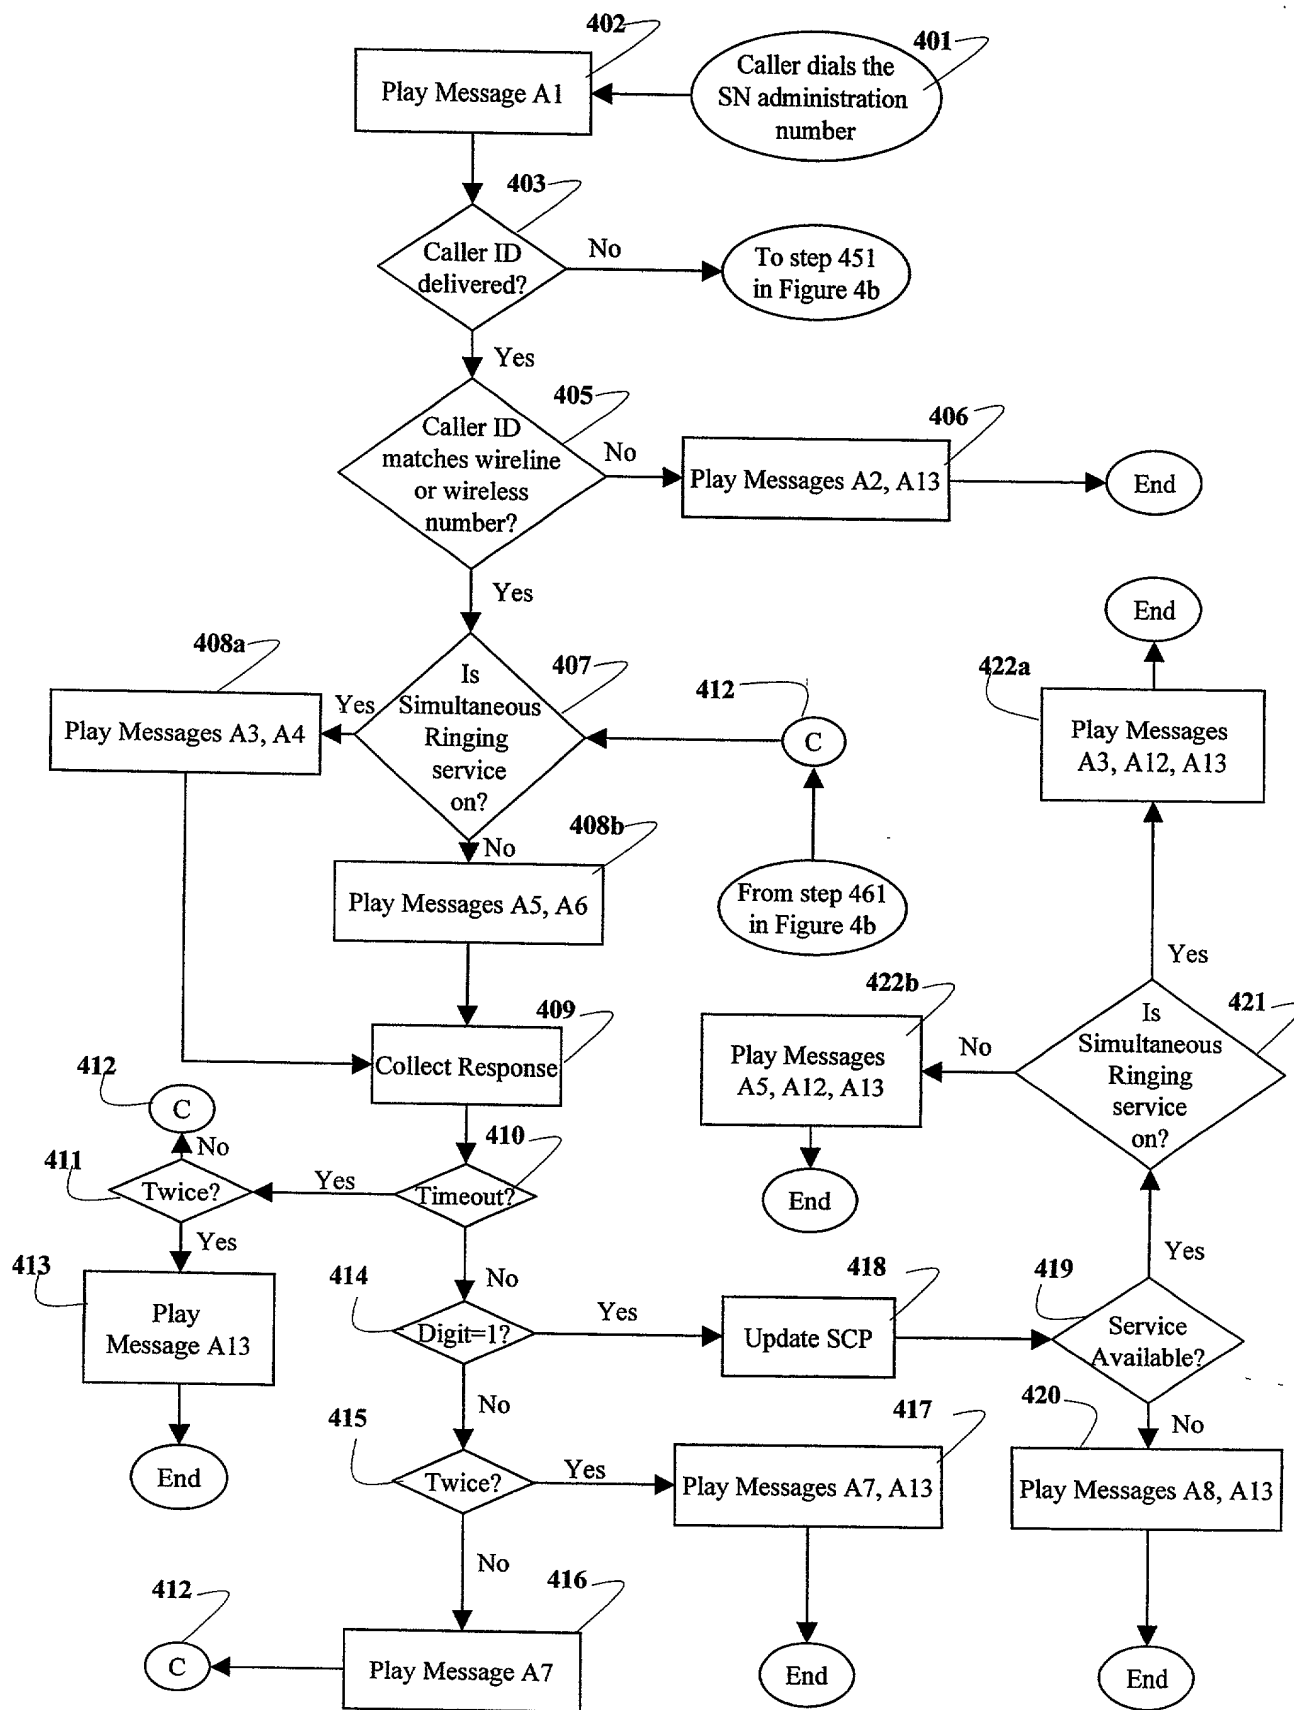 402
401
Play Message A1
Caller dials the
SN administration
number
403
Caller ID
delivered?
No
To step 451
in Figure 4b
Yes
405
Caller ID
matches wireline
or wireless
number?
No
406
Play Messages A2, A13
End
Yes
End
408a
407
412
422a
Is
Simultaneous
Ringing
service
on?
Yes
Play Messages A3, A4
C
Play Messages
A3, A12, A13
No
408b
Play Messages A5, A6
From step 461
in Figure 4b
Yes
422b
421
409
Is
Simultaneous
Ringing
service
on?
No
Play Messages
A5, A12, A13
Collect Response
412
C
No
410
411
Twice?
Yes
Timeout?
End
Yes
413
Play
Message A13
No
414
Digit=1?
Yes
418
Update SCP
Yes
419
Service
Available?
No
415
Twice?
Yes
417
Play Messages A7, A13
420
No
Play Messages A8, A13
End
No
412
C
416
Play Message A7
End
End